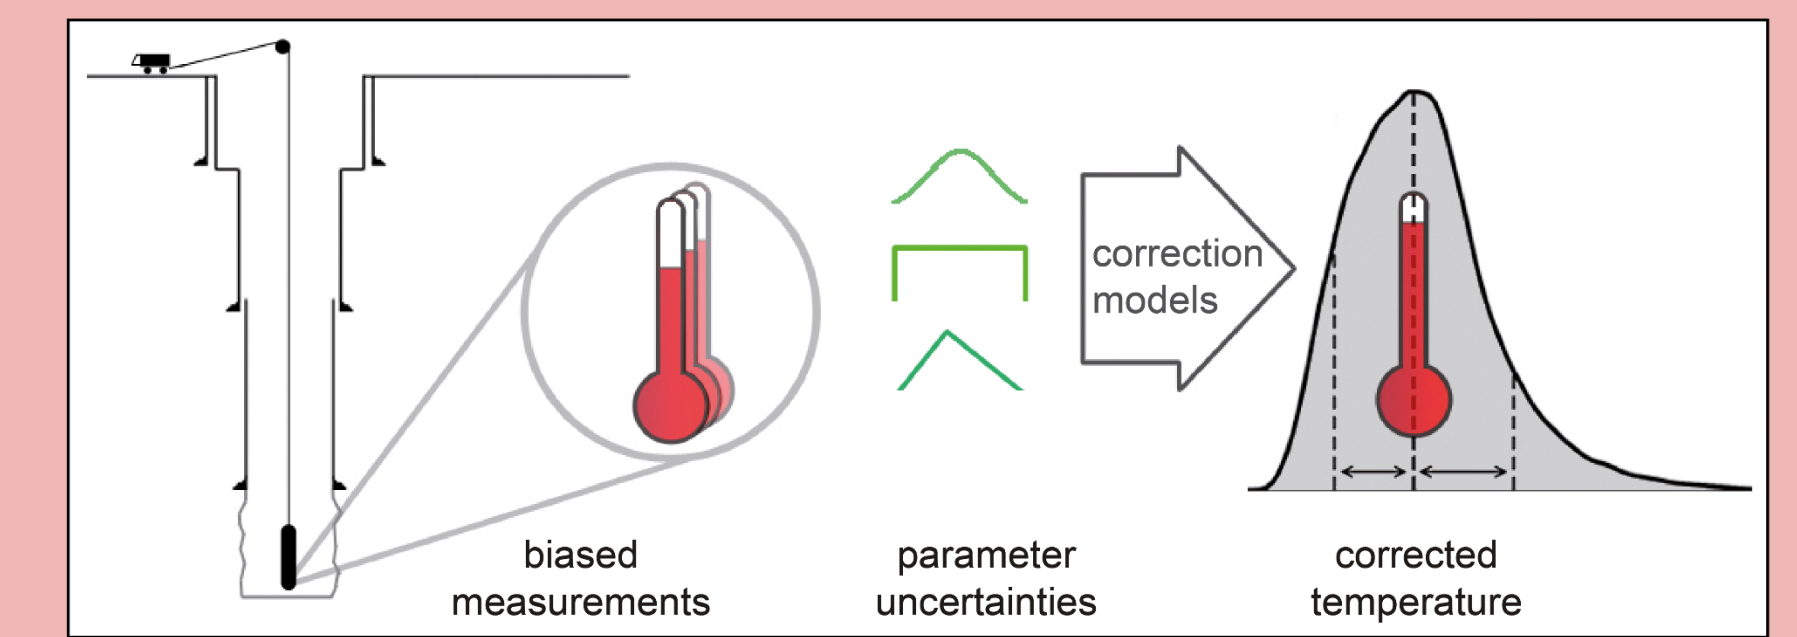 correction
models
biased
measurements
parameter
uncertainties
corrected
temperature